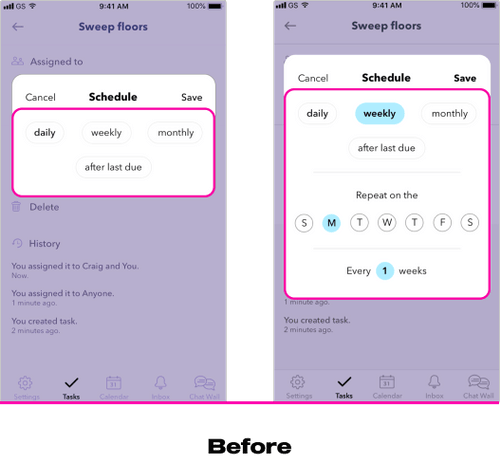 GS 9:41 AM 100%
Sweep floors
Assigned to
Cancel Schedule Save
daily weekly monthly
after last due
Delete
History
You assigned it to Craig and You.
Now.
You assigned it to Anyone.
1 minute ago.
You created task.
2 minutes ago.
Settings Tasks Calendar Inbox Chat Wall
GS 9:41 AM 100%
Sweep floors
Cancel Schedule Save
daily weekly monthly
after last due
Repeat on the
S M T W T F S
Every 1 weeks
1 minute ago.
You created task.
2 minutes ago.
Settings Tasks Calendar Inbox Chat Wall
Before